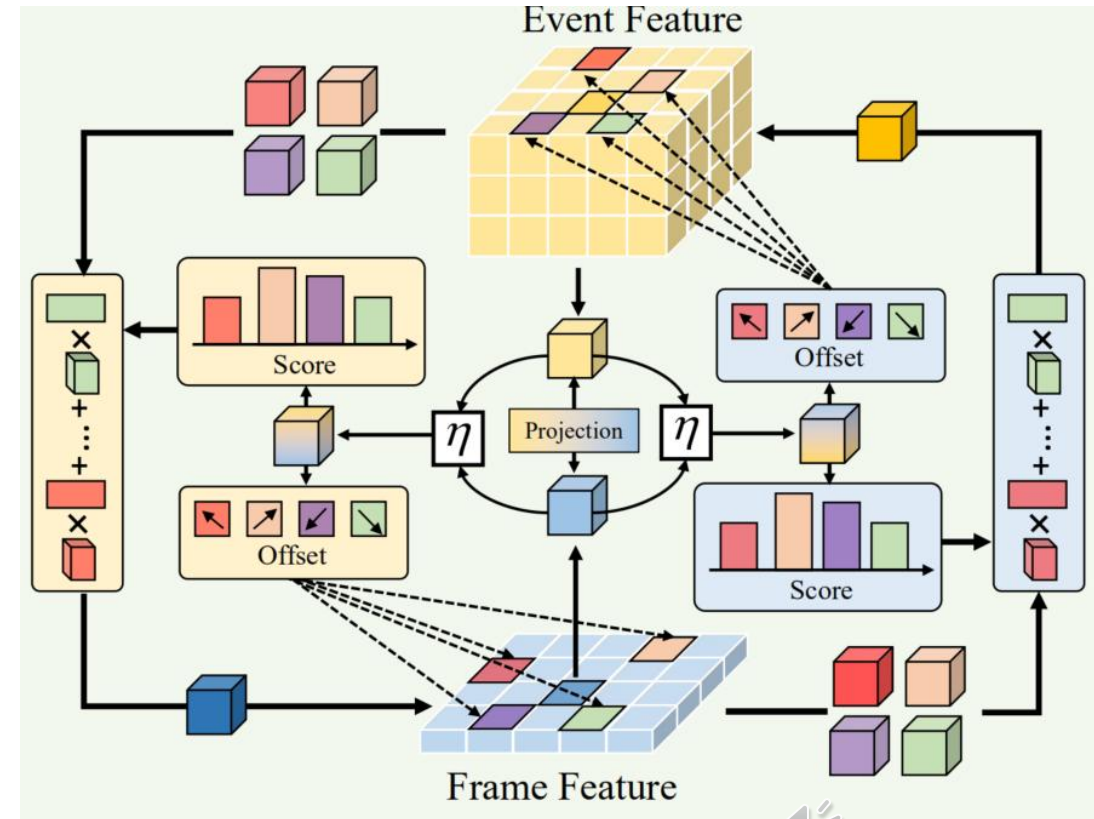 Event Feature
Score
Offset
η
Projection
η
Offset
Score
×
+
⋮
+
×
×
+
⋮
+
×
Frame Feature